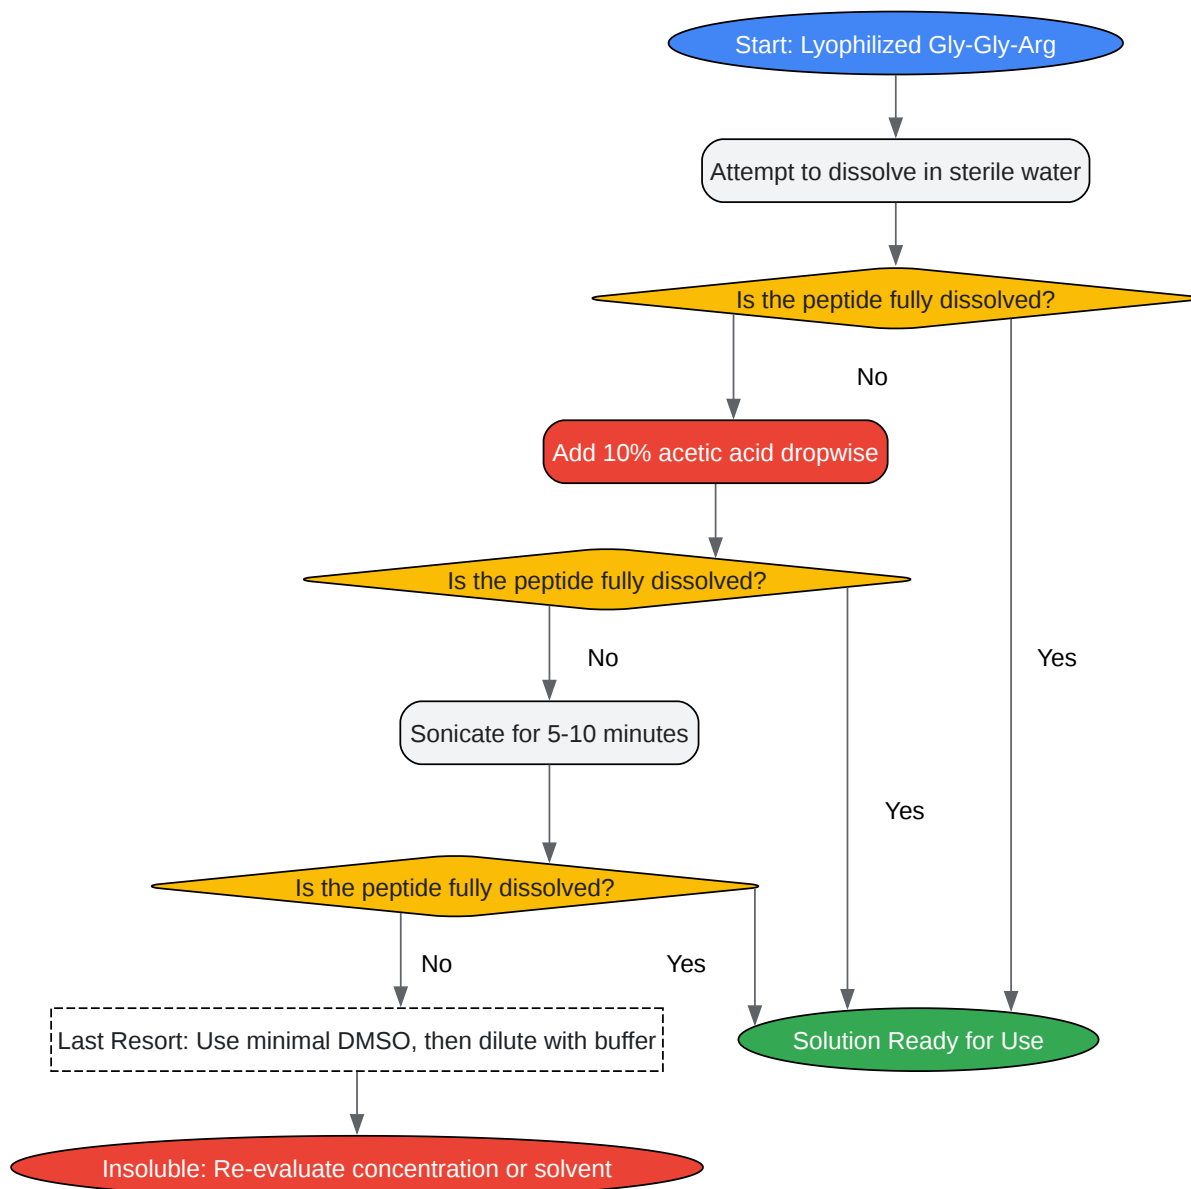 Start: Lyophilized Gly-Gly-Arg
Attempt to dissolve in sterile water
Is the peptide fully dissolved?
No
Add 10% acetic acid dropwise
Is the peptide fully dissolved?
No
Yes
Sonicate for 5-10 minutes
Yes
Is the peptide fully dissolved?
No
Yes
Last Resort: Use minimal DMSO, then dilute with buffer
Solution Ready for Use
Insoluble: Re-evaluate concentration or solvent